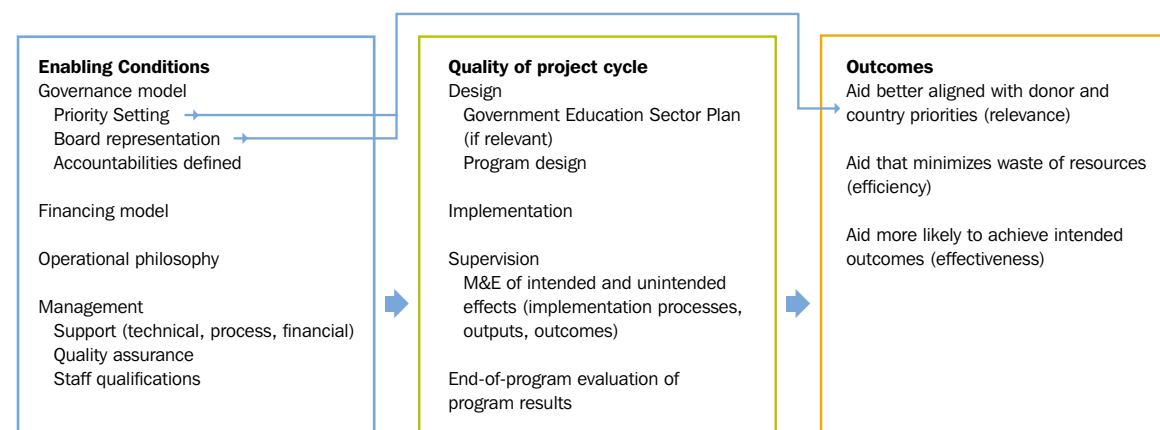 Enabling Conditions
Governance model
Priority Setting
Board representation
Accountabilities defined
Financing model
Operational philosophy
Management
Support (technical, process, financial)
Quality assurance
Staff qualifications
Quality of project cycle
Design
Government Education Sector Plan
(if relevant)
Program design
Implementation
Supervision
M&E of intended and unintended
effects (implementation processes,
outputs, outcomes)
End-of-program evaluation of
program results
Outcomes
Aid better aligned with donor and
country priorities (relevance)
Aid that minimizes waste of resources
(efficiency)
Aid more likely to achieve intended
outcomes (effectiveness)